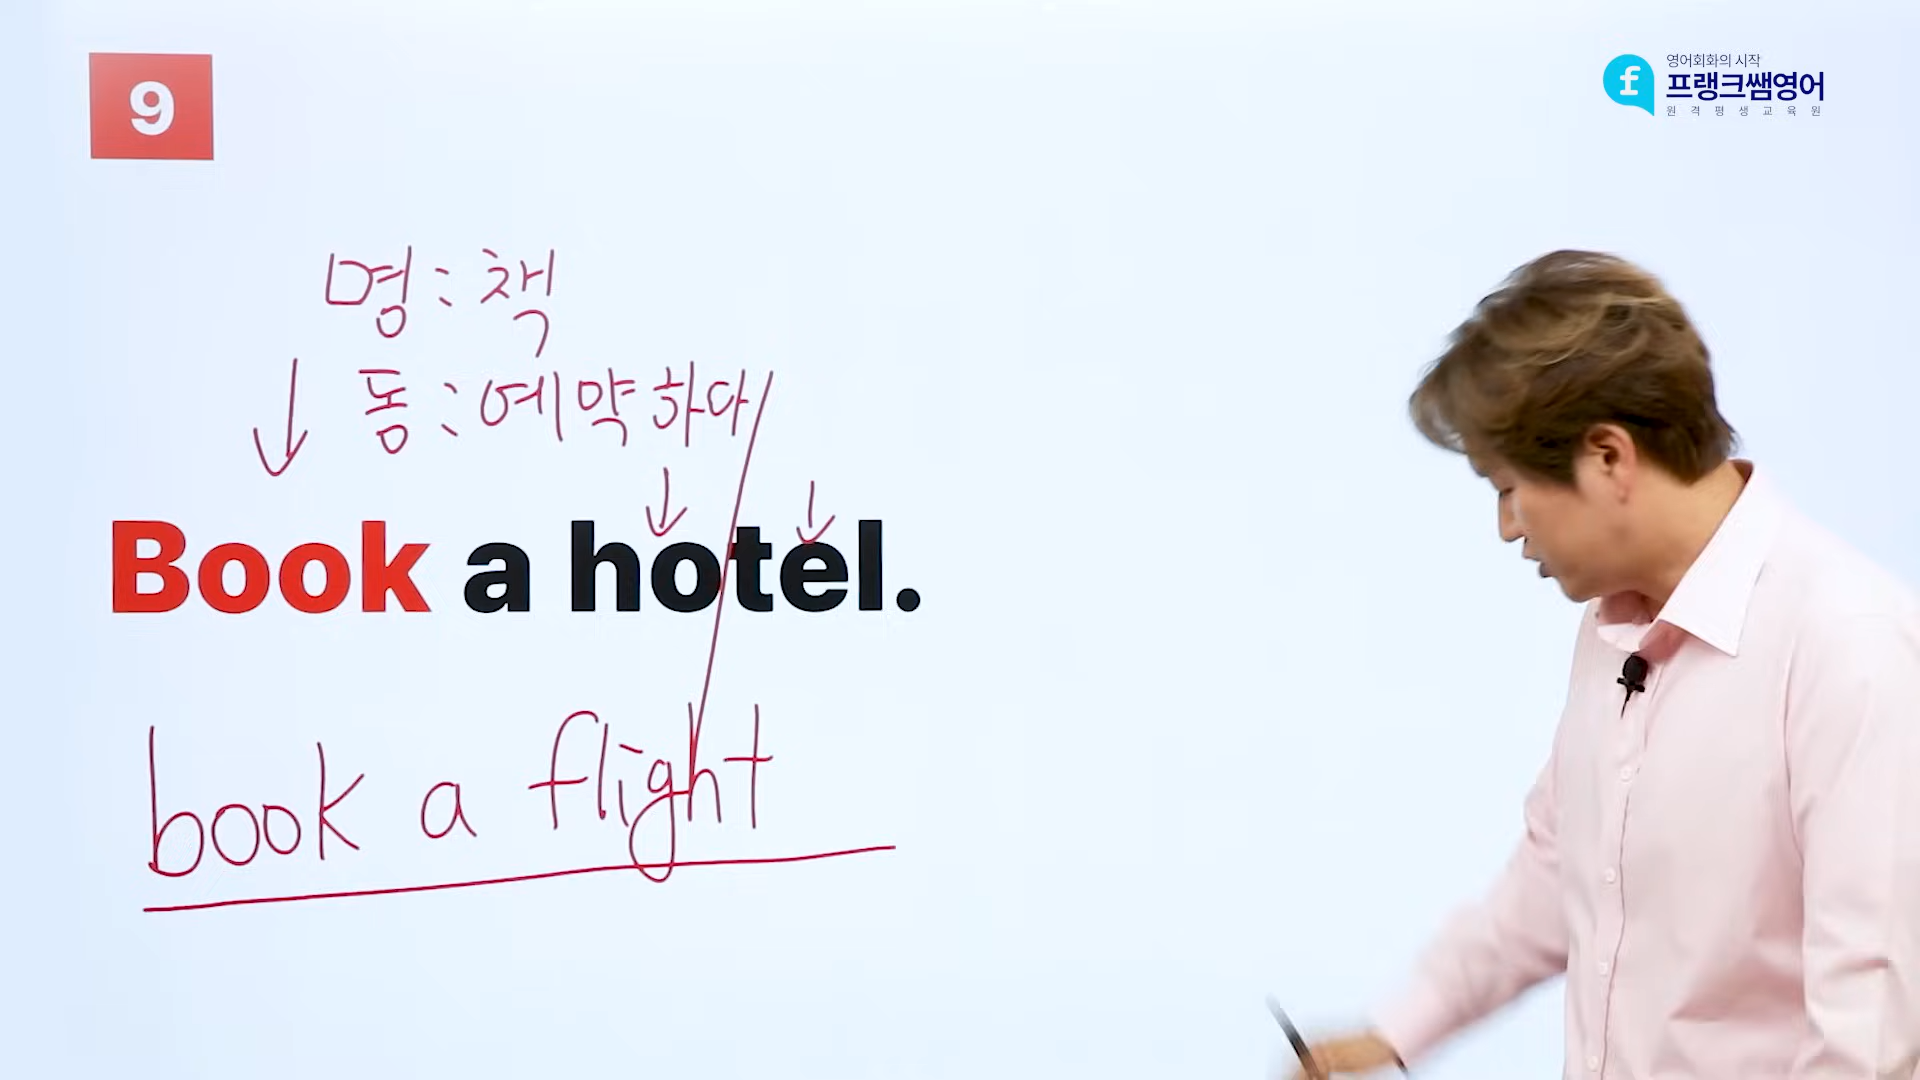 9
영어회화의 시작
프랭크쌤영어
원격평생교육원
명: 책
동: 예약하다
Book a hotel.
book a flight